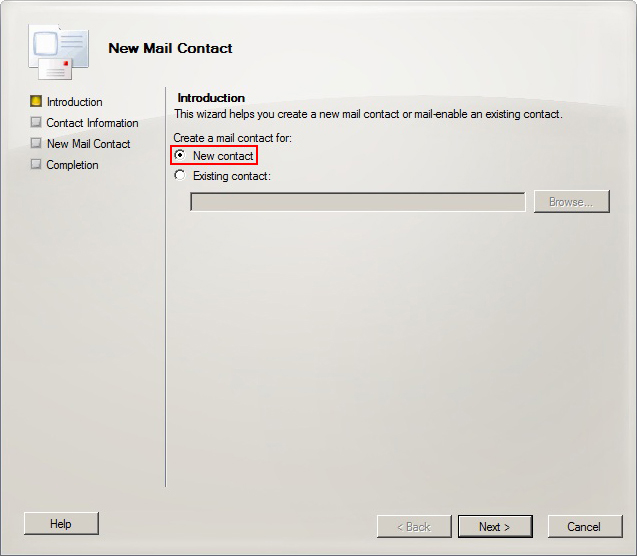 New Mail Contact
Introduction
Contact Information
New Mail Contact
Completion
Introduction
This wizard helps you create a new mail contact or mail-enable an existing contact.
Create a mail contact for:
New contact
Existing contact:
Browse...
Help
< Back
Next >
Cancel